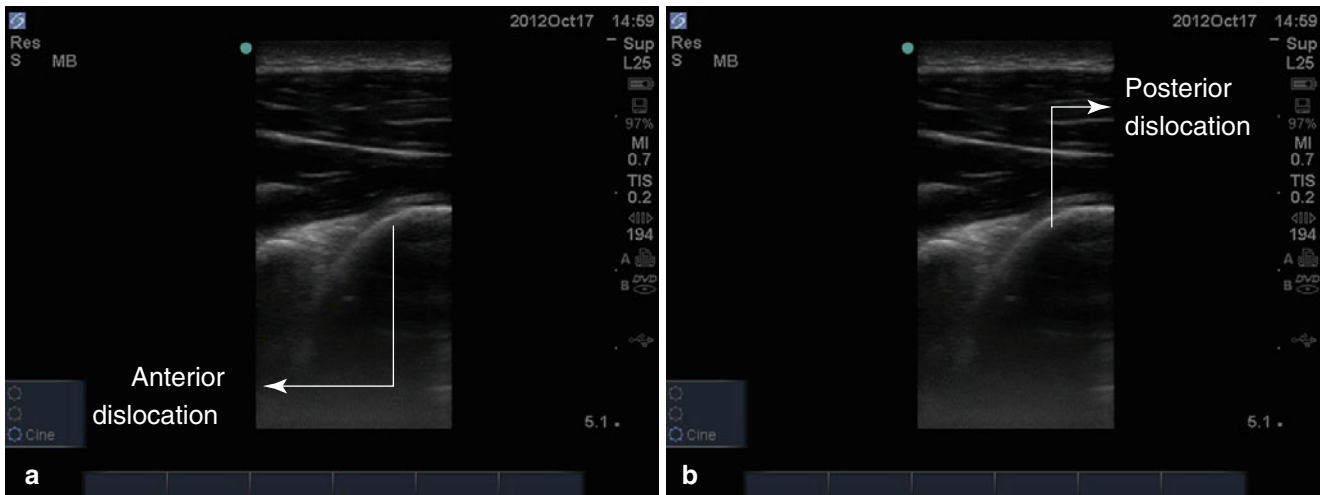 2012Oct17 14:59
Res
S MB
Sup
L25
97%
MI
0.7
TIS
0.2
194
A
B DVD
Anterior
dislocation
5.1
Cine
a
2012Oct17 14:59
Res
S MB
Sup
L25
Posterior
dislocation
97%
MI
0.7
TIS
0.2
194
A
B DVD
5.1
Cine
b